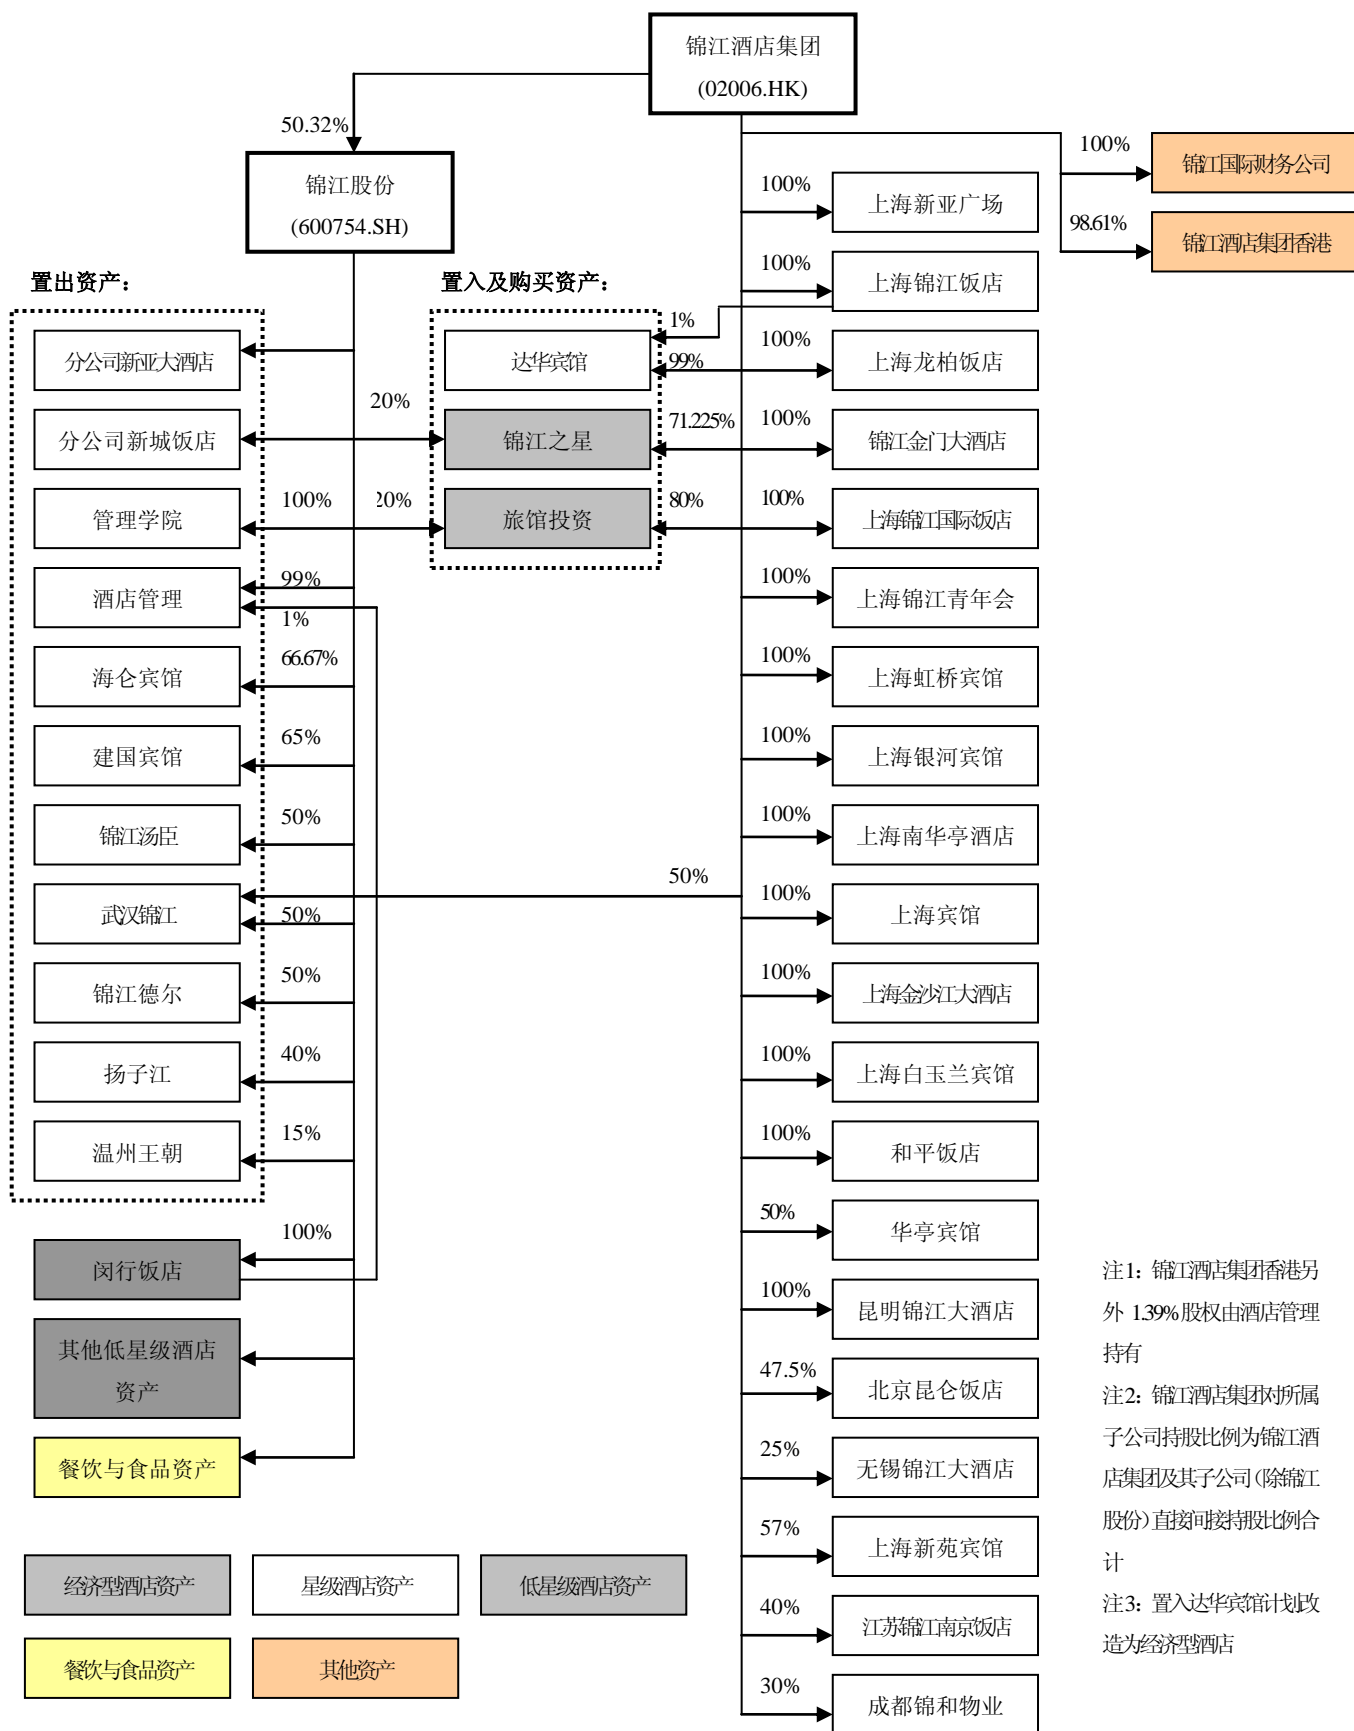 锦江酒店集团
(02006.HK)
50.32%
锦江股份
(600754.SH)
100%
锦江国际财务公司
98.61%
锦江酒店集团香港
置出资产：
置入及购买资产：
分公司新亚大酒店
20%
分公司新城饭店
100%
20%
管理学院
99%
酒店管理
1%
66.67%
海仑宾馆
65%
建国宾馆
50%
锦江汤臣
50%
武汉锦江
50%
50%
锦江德尔
40%
扬子江
15%
温州王朝
100%
闵行饭店
其他低星级酒店
资产
餐饮与食品资产
1%
达华宾馆
99%
锦江之星
71.225%
旅馆投资
80%
100%
上海新亚广场
100%
上海锦江饭店
100%
上海龙柏饭店
100%
锦江金门大酒店
100%
上海锦江国际饭店
100%
上海锦江青年会
100%
上海虹桥宾馆
100%
上海银河宾馆
100%
上海南华亭酒店
100%
上海宾馆
100%
上海金沙江大酒店
100%
上海白玉兰宾馆
100%
和平饭店
50%
华亭宾馆
100%
昆明锦江大酒店
47.5%
北京昆仑饭店
25%
无锡锦江大酒店
57%
上海新苑宾馆
40%
江苏锦江南京饭店
30%
成都锦和物业
注1：锦江酒店集团香港另
外 1.39%股权由酒店管理
持有
注2：锦江酒店集团对所属
子公司持股比例为锦江酒
店集团及其子公司（除锦江
股份）直接间接持股比例合
计
注3：置入达华宾馆计划改
造为经济型酒店
经济型酒店资产
星级酒店资产
低星级酒店资产
餐饮与食品资产
其他资产